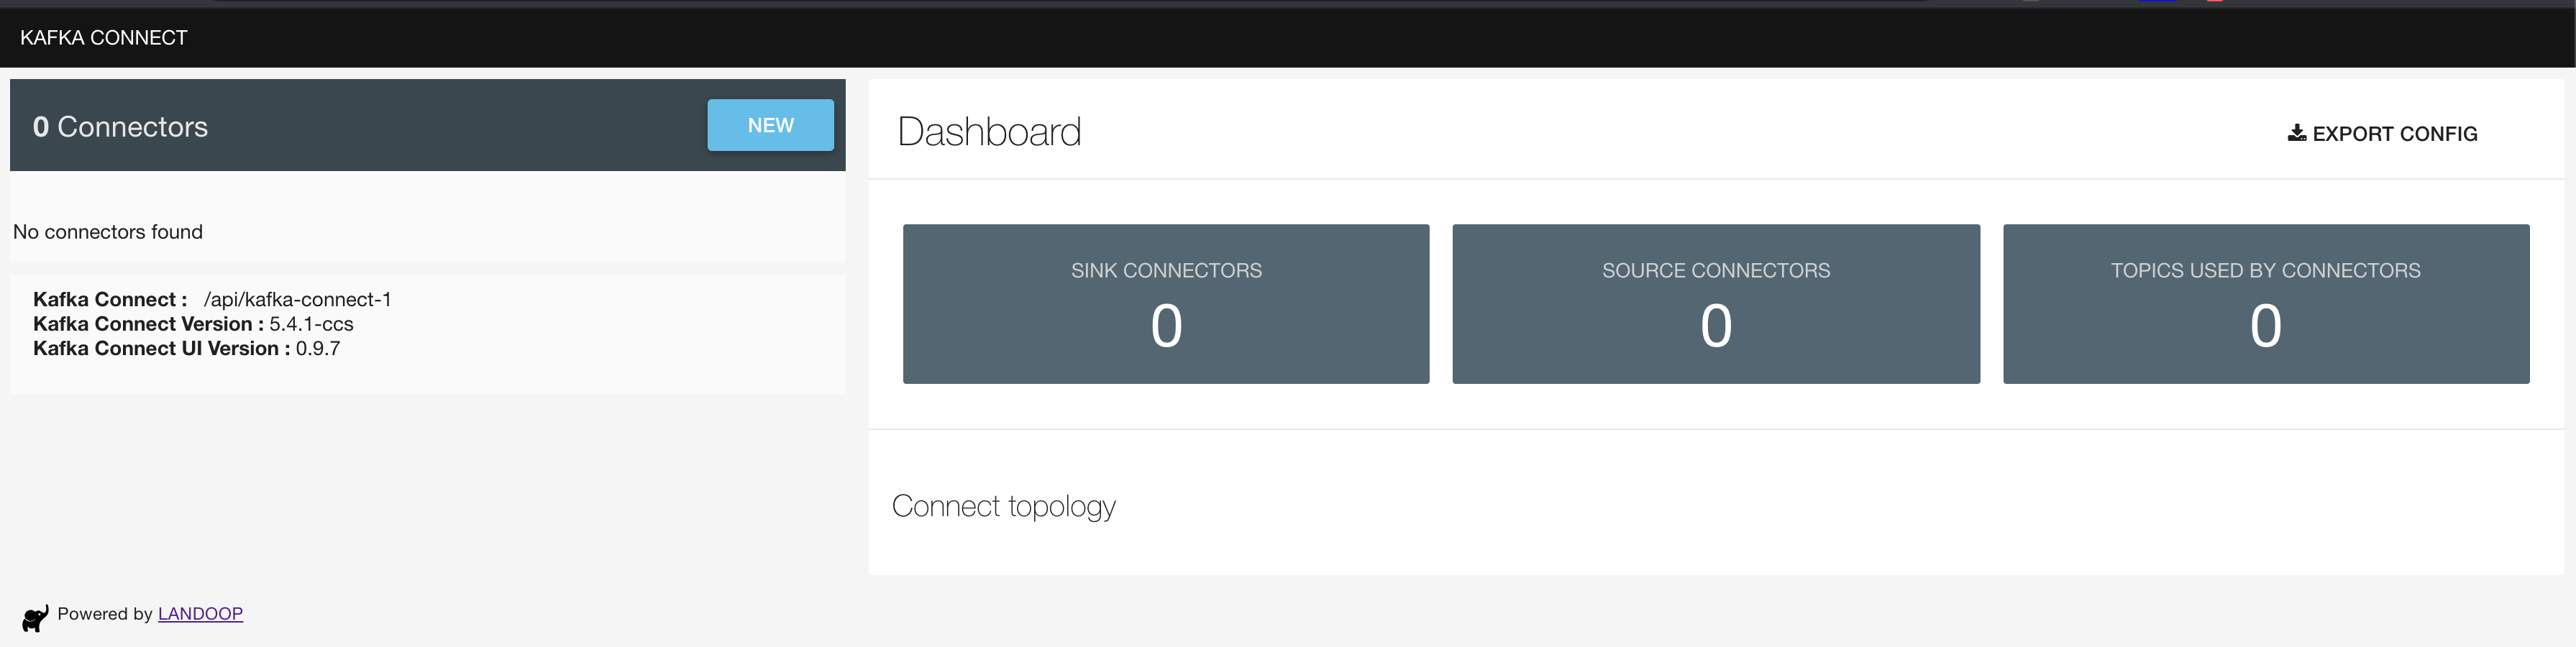 KAFKA CONNECT
0 Connectors
NEW
No connectors found
Kafka Connect : /api/kafka-connect-1
Kafka Connect Version : 5.4.1-ccs
Kafka Connect UI Version : 0.9.7
Powered by LANDOOP
Dashboard
EXPORT CONFIG
SINK CONNECTORS
0
SOURCE CONNECTORS
0
TOPICS USED BY CONNECTORS
0
Connect topology